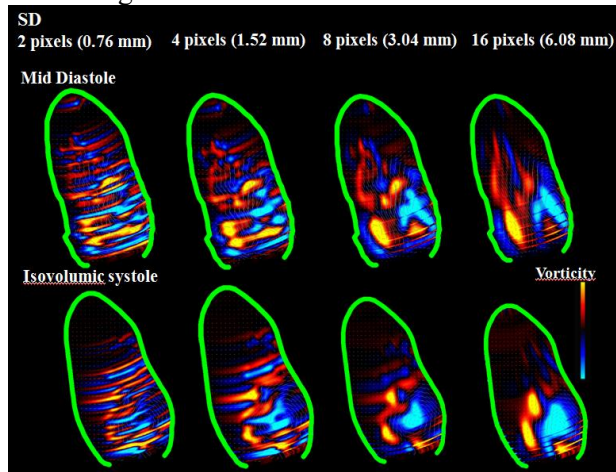 SD
2 pixels (0.76 mm) 4 pixels (1.52 mm) 8 pixels (3.04 mm) 16 pixels (6.08 mm)
Mid Diastole
Isovolumic systole
Vorticity